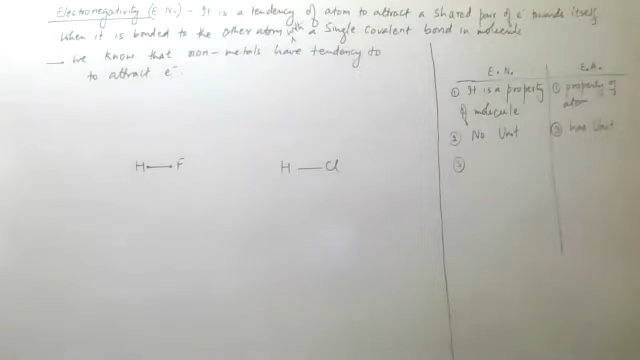 Electronegativity (E.N.) - It is a tendency of atom to attract a shared pair of e⁻ towards itself
when it is bonded to the other atom with a single covalent bond in molecule
→ we know that non-metals have tendency to
to attract e⁻.
E.N.
① It is a property
of molecule
② No Unit
③
① property of
atom
② has Unit
H—F
H—Cl